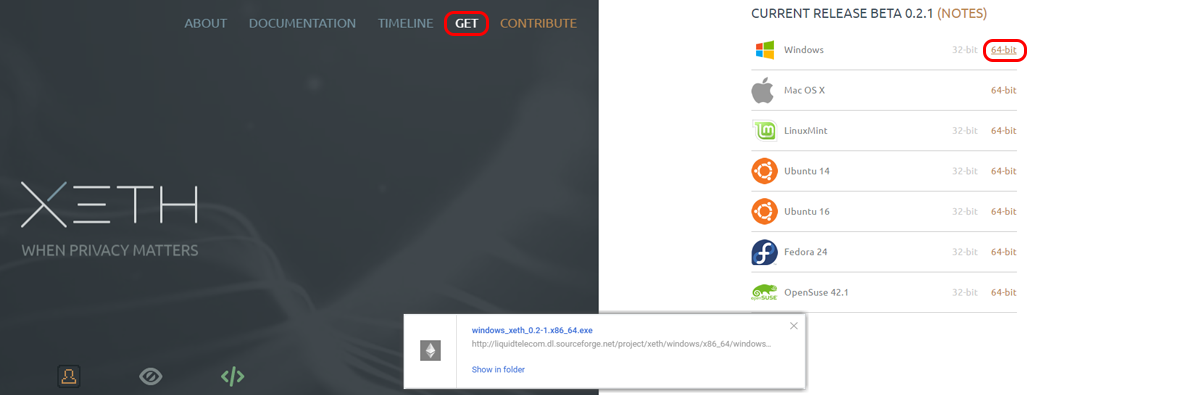 ABOUT DOCUMENTATION TIMELINE GET CONTRIBUTE
XETH
WHEN PRIVACY MATTERS
CURRENT RELEASE BETA 0.2.1 (NOTES)
Windows 32-bit 64-bit
Mac OS X 64-bit
LinuxMint 32-bit 64-bit
Ubuntu 14 32-bit 64-bit
Ubuntu 16 32-bit 64-bit
Fedora 24 32-bit 64-bit
openSUSE
OpenSuse 42.1 32-bit 64-bit
windows_xeth_0.2-1.x86_64.exe
http://liquidtelecom.dl.sourceforge.net/project/xeth/windows/x86_64/windows...
Show in folder